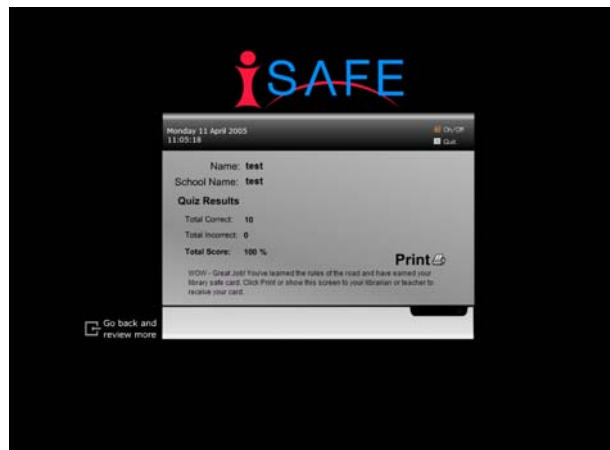 iSAFE
Monday 11 April 2005
11:05:18
On/Off
Quit
Name: test
School Name: test
Quiz Results
Total Correct: 10
Total Incorrect: 0
Total Score: 100 %
Print
WOW - Great Job! You've learned the rules of the road and have earned your
library safe card. Click Print or show this screen to your librarian or teacher to
receive your card.
Go back and
review more